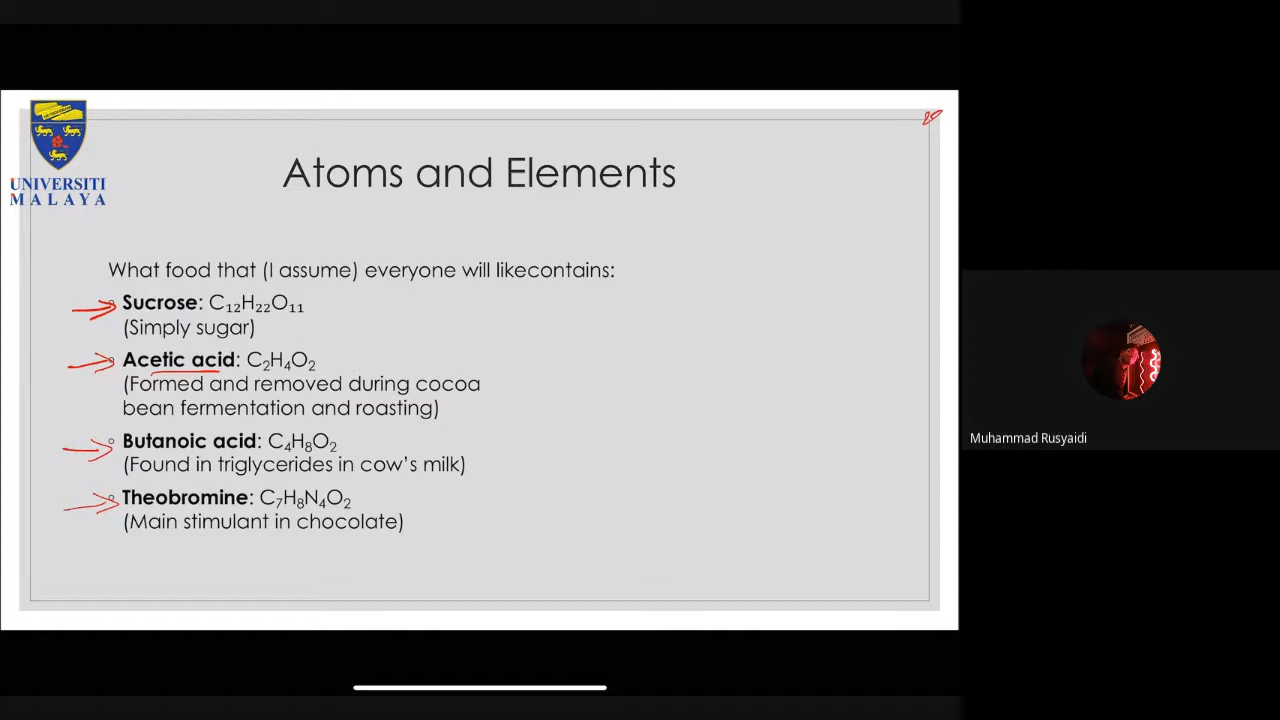 UNIVERSITI
MALAYA
Atoms and Elements
What food that (I assume) everyone will likecontains:
Sucrose: C₁₂H₂₂O₁₁
(Simply sugar)
Acetic acid: C₂H₄O₂
(Formed and removed during cocoa
bean fermentation and roasting)
Butanoic acid: C₄H₈O₂
(Found in triglycerides in cow's milk)
Theobromine: C₇H₈N₄O₂
(Main stimulant in chocolate)
Muhammad Rusyaidi